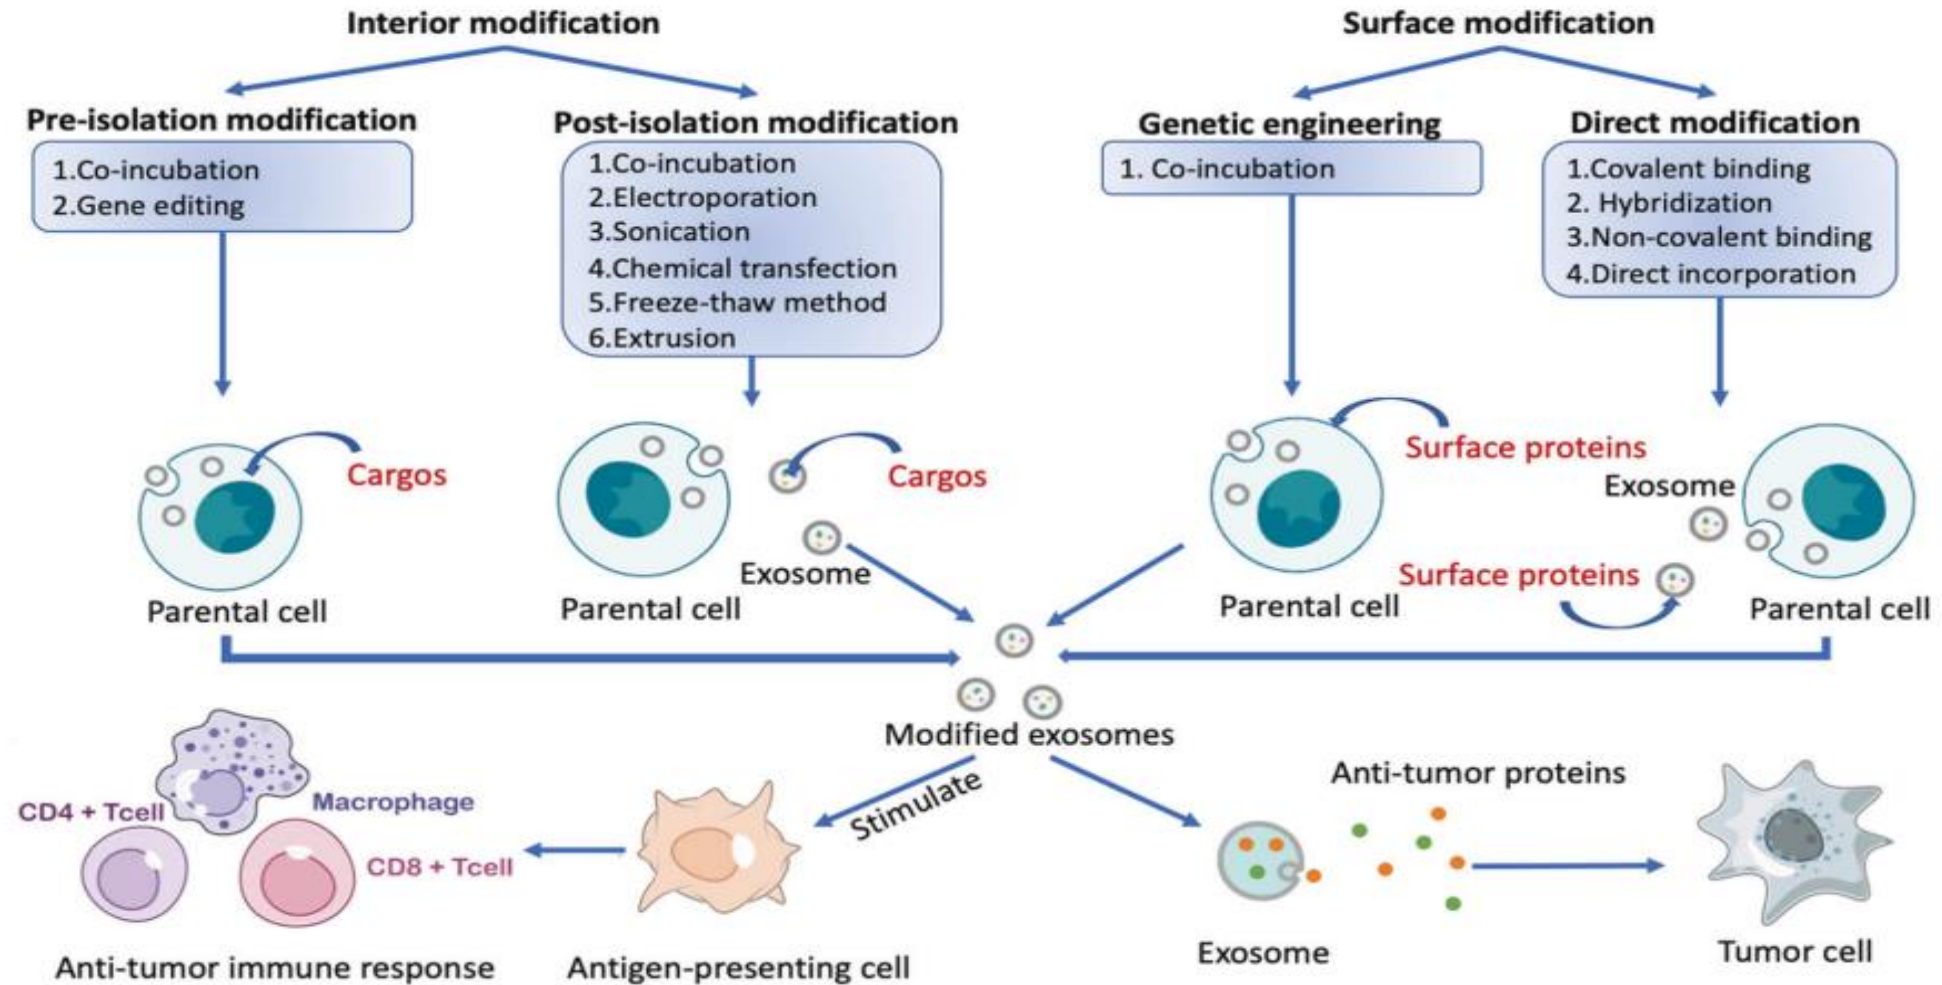 Interior modification
Surface modification
Pre-isolation modification
1.Co-incubation
2.Gene editing
Post-isolation modification
1.Co-incubation
2.Electroporation
3.Sonication
4.Chemical transfection
5.Freeze-thaw method
6.Extrusion
Genetic engineering
1. Co-incubation
Direct modification
1.Covalent binding
2. Hybridization
3.Non-covalent binding
4.Direct incorporation
Cargos
Parental cell
Cargos
Exosome
Parental cell
Surface proteins
Parental cell
Exosome
Surface proteins
Parental cell
Modified exosomes
Stimulate
CD4 + Tcell
Macrophage
CD8 + Tcell
Anti-tumor immune response
Antigen-presenting cell
Anti-tumor proteins
Exosome
Tumor cell